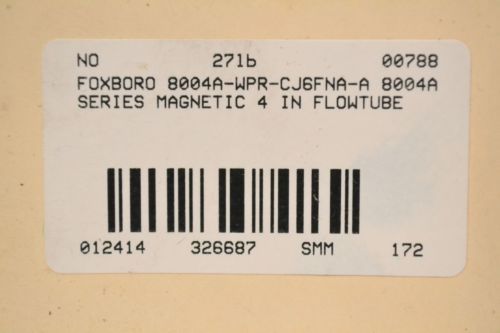 NO 271b 00788
FOXBORO 8004A-WPR-CJ6FNA-A 8004A
SERIES MAGNETIC 4 IN FLOWTUBE
012414 326687 SMM 172